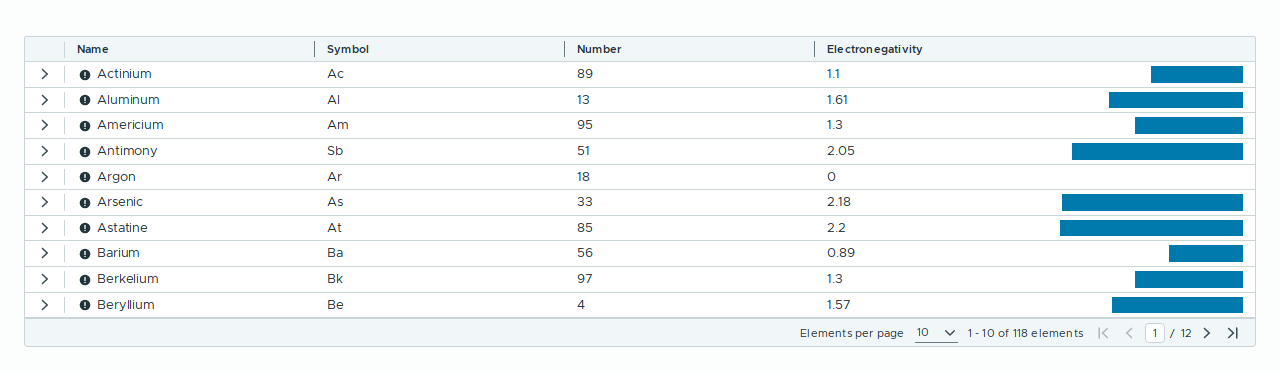 Name Symbol Number Electronegativity
Actinium Ac 89 1.1
Aluminum Al 13 1.61
Americium Am 95 1.3
Antimony Sb 51 2.05
Argon Ar 18 0
Arsenic As 33 2.18
Astatine At 85 2.2
Barium Ba 56 0.89
Berkelium Bk 97 1.3
Beryllium Be 4 1.57
Elements per page 10 1 - 10 of 118 elements 1 / 12